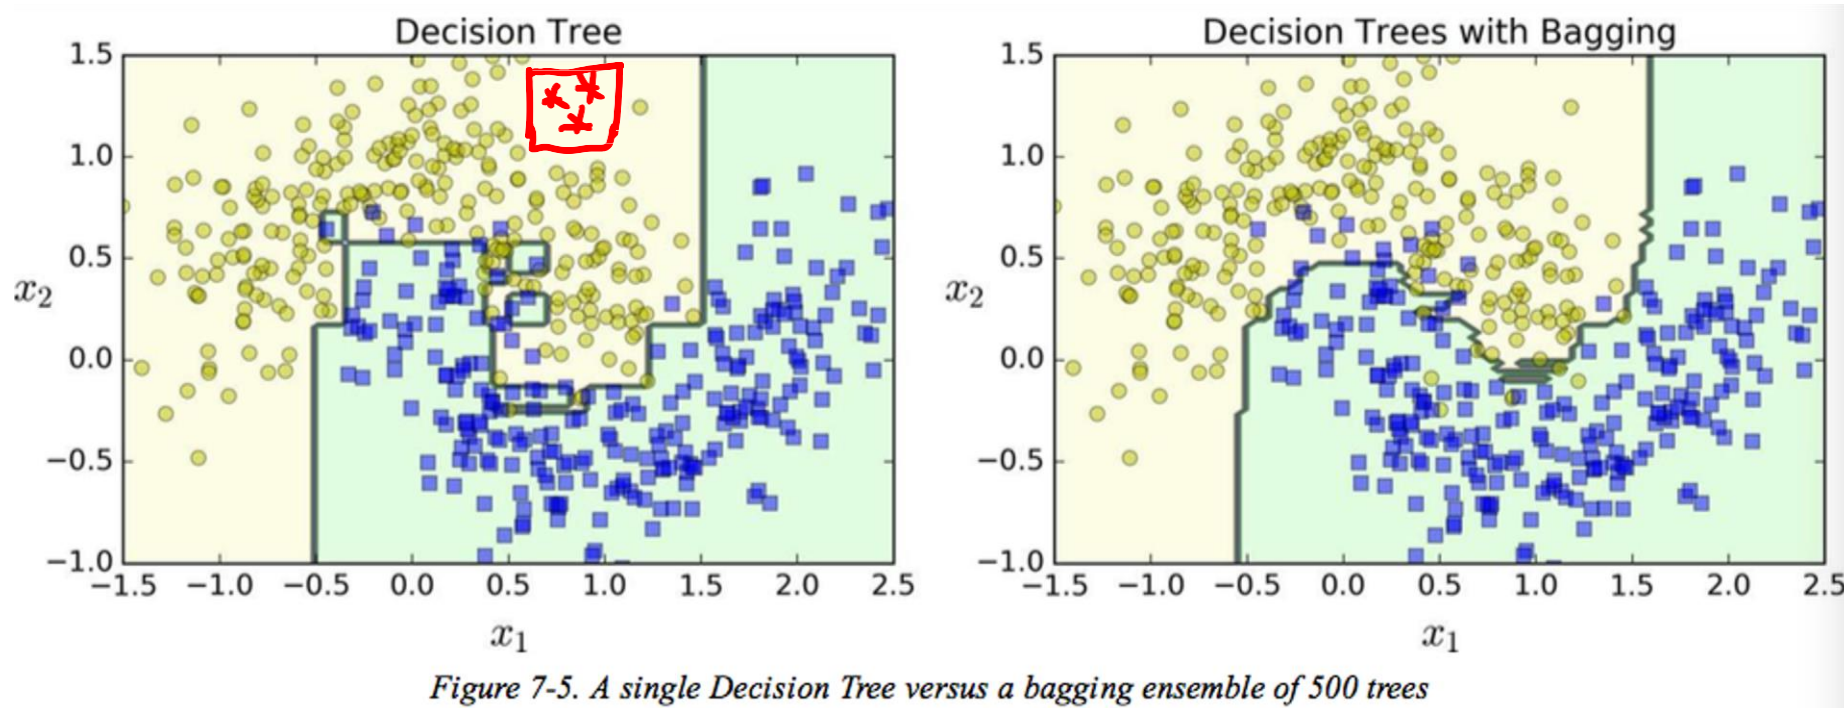 Decision Tree
Decision Trees with Bagging
1.5
1.0
0.5
0.0
−0.5
−1.0
x2
−1.5 −1.0 −0.5 0.0 0.5 1.0 1.5 2.0 2.5
x1
1.5
1.0
0.5
0.0
−0.5
−1.0
x2
−1.5 −1.0 −0.5 0.0 0.5 1.0 1.5 2.0 2.5
x1
Figure 7-5. A single Decision Tree versus a bagging ensemble of 500 trees